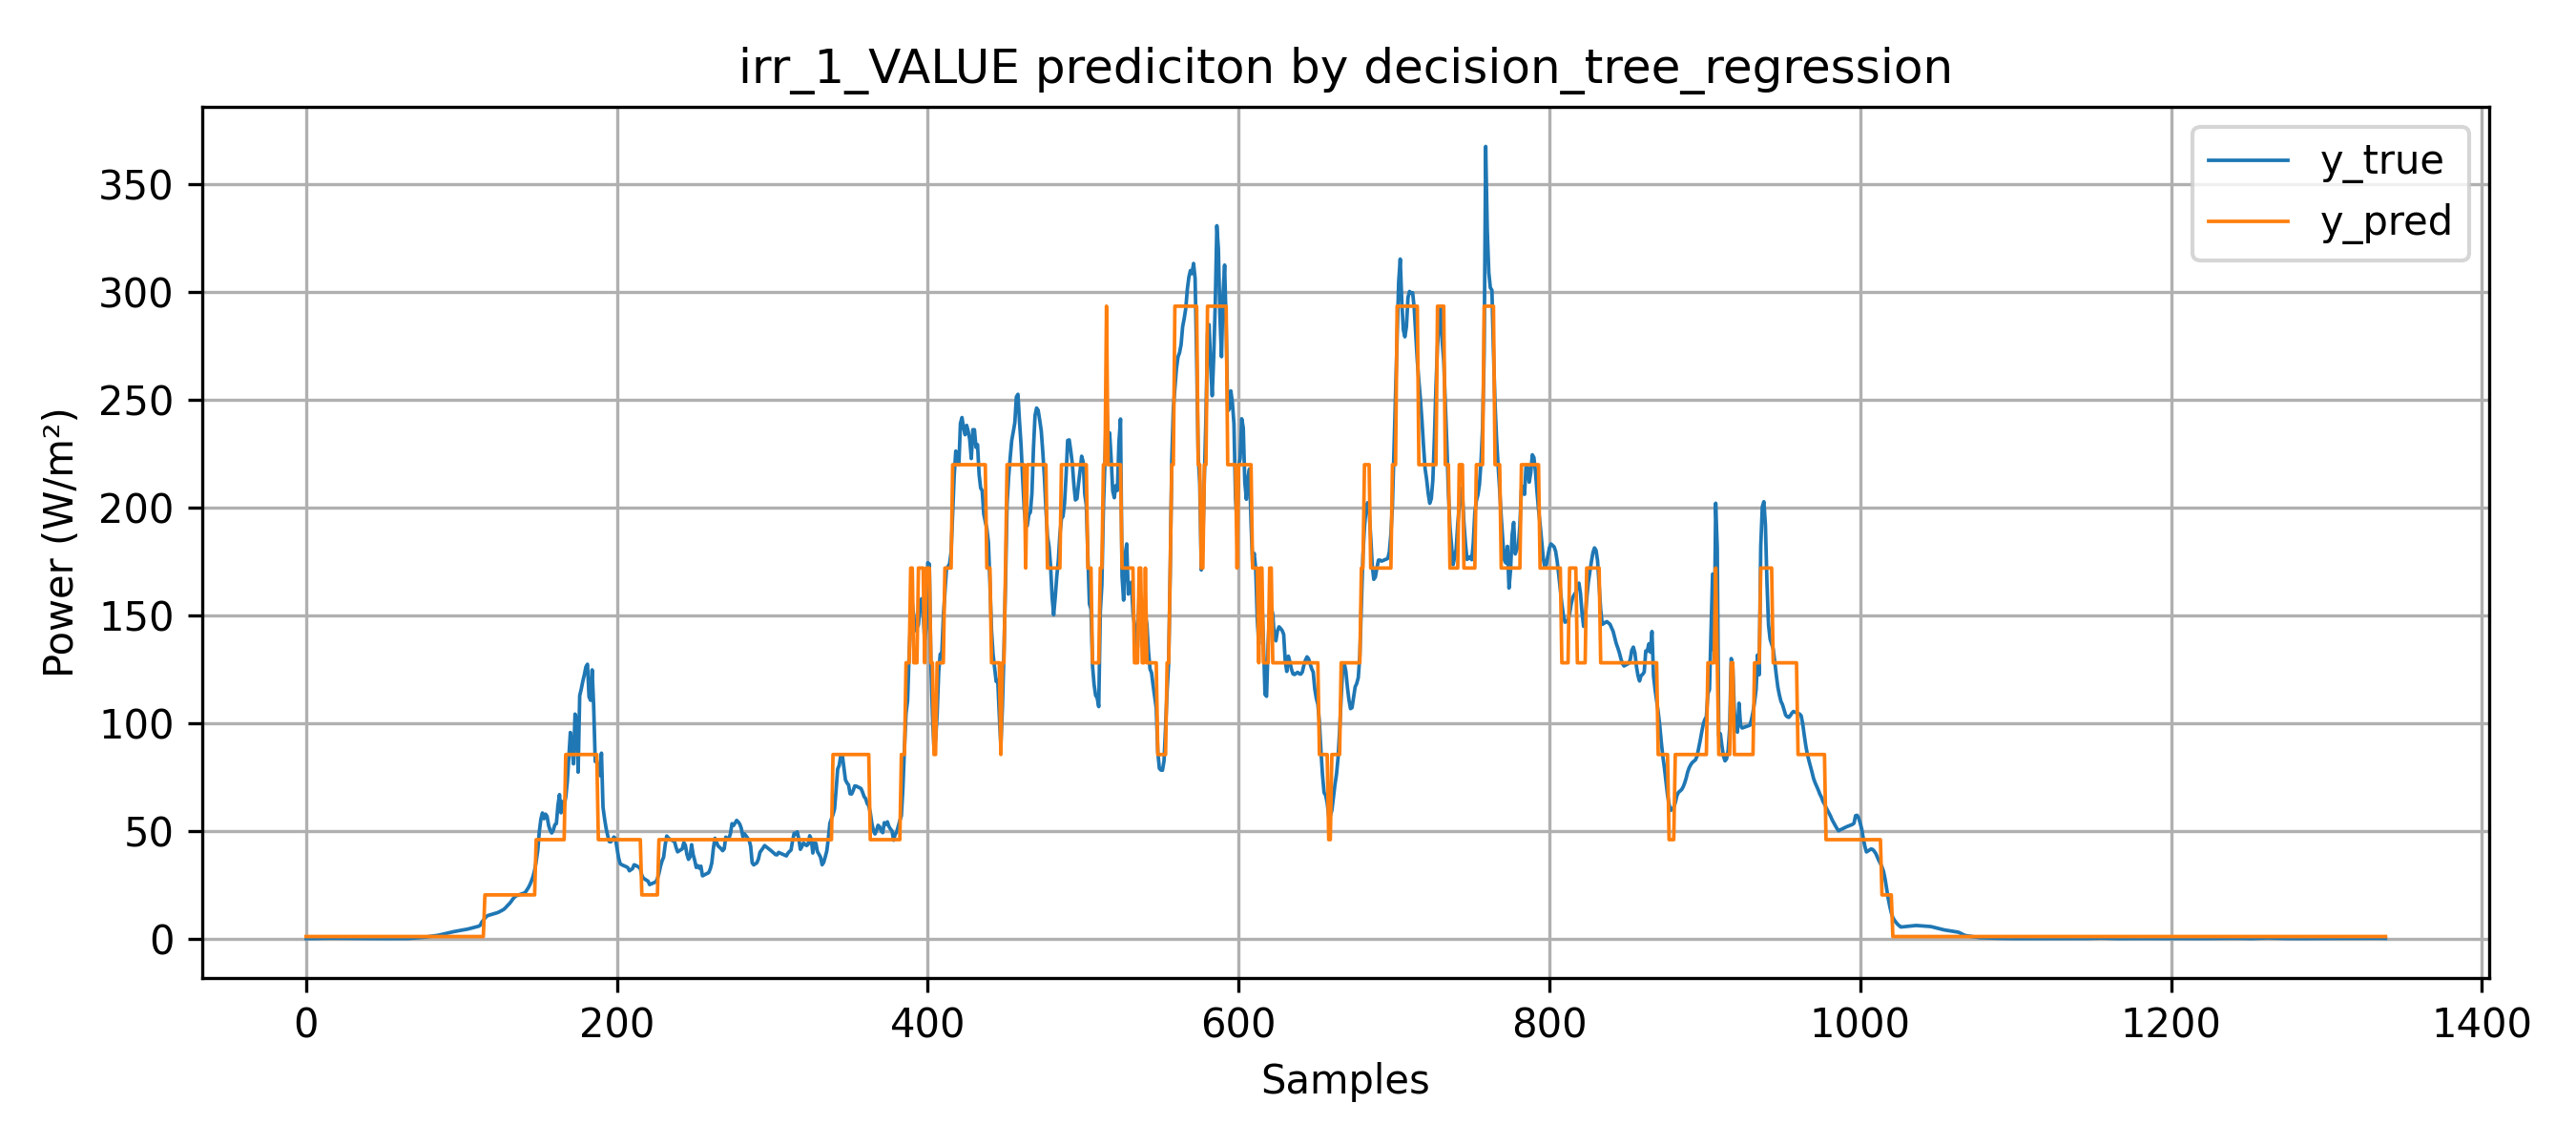 irr_1_VALUE prediciton by decision_tree_regression
y_true
y_pred
Power (W/m²)
350
300
250
200
150
100
50
0
0 200 400 600 800 1000 1200 1400
Samples